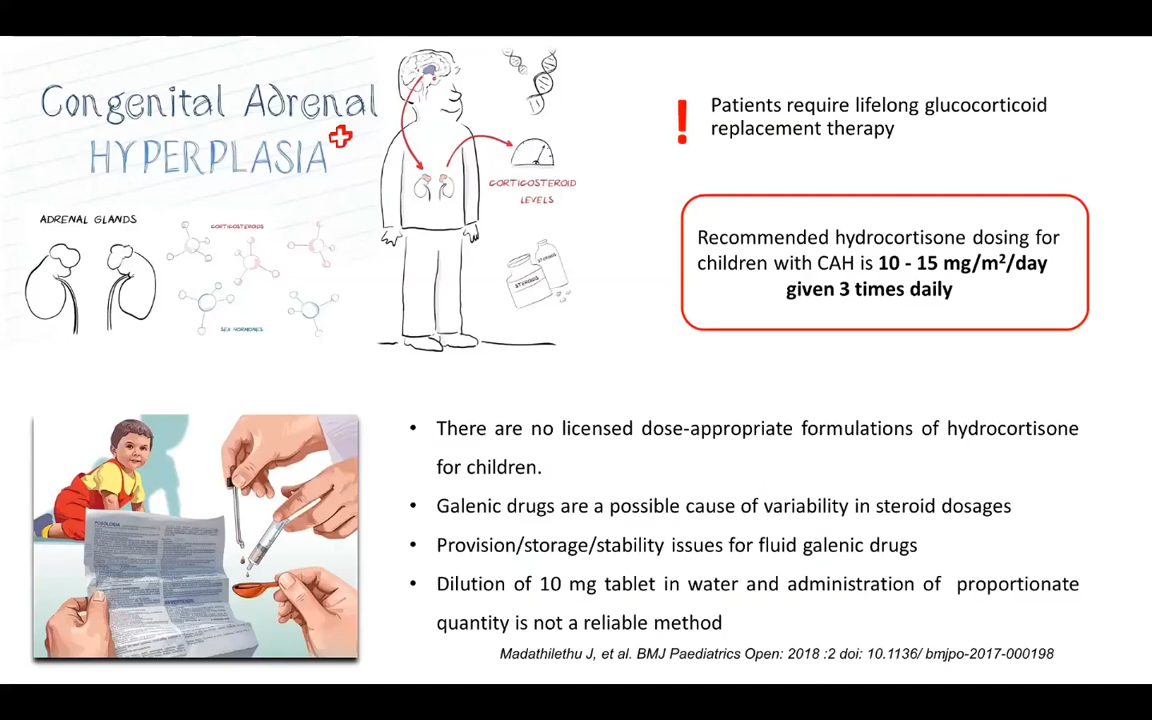 Congenital Adrenal
HYPERPLASIA
ADRENAL GLANDS
CORTICOSTEROIDS
SEX HORMONES
CORTICOSTEROID
LEVELS
STEROIDS
STEROIDS
! Patients require lifelong glucocorticoid
replacement therapy
Recommended hydrocortisone dosing for
children with CAH is 10 - 15 mg/m²/day
given 3 times daily
POSOLOGIA
• There are no licensed dose-appropriate formulations of hydrocortisone
for children.
• Galenic drugs are a possible cause of variability in steroid dosages
• Provision/storage/stability issues for fluid galenic drugs
• Dilution of 10 mg tablet in water and administration of proportionate
quantity is not a reliable method
Madathilethu J, et al. BMJ Paediatrics Open: 2018 :2 doi: 10.1136/ bmjpo-2017-000198